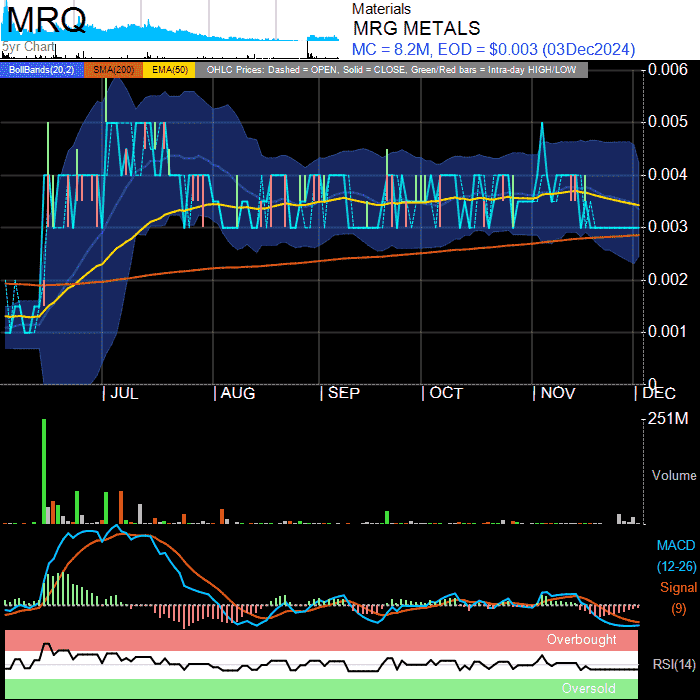 MRQ
5yr Chart
Materials
MRG METALS
MC = 8.2M, EOD = $0.003 (03Dec2024)
BollBands(20,2) SMA(200) EMA(50) OHLC Prices: Dashed = OPEN, Solid = CLOSE, Green/Red bars = Intra-day HIGH/LOW
0.006
0.005
0.004
0.003
0.002
0.001
0
JUL AUG SEP OCT NOV DEC
251M
Volume
MACD
(12-26)
Signal
(9)
Overbought
RSI(14)
Oversold